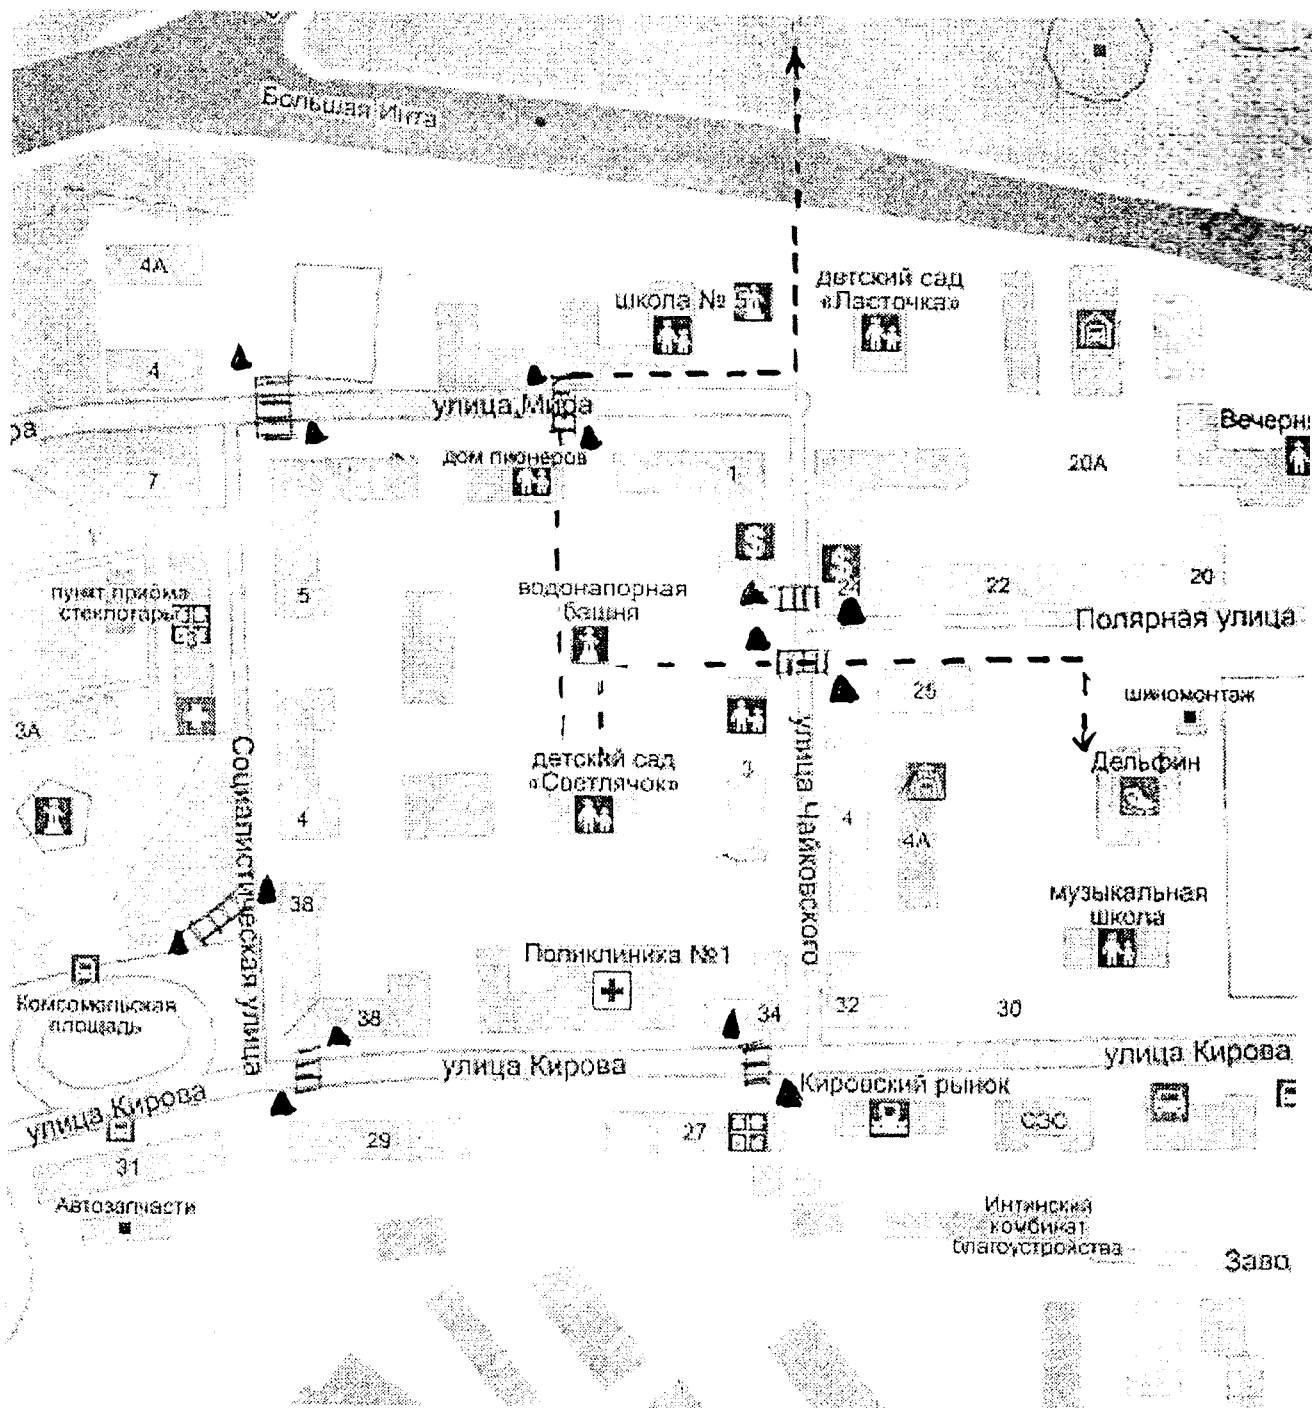 Большая Инта
4А
школа № 5
детский сад
«Ласточка»
4
улица Мира
ра
Вечерн
дом пионеров
7
1
20А
1
пункт приёма
стеклотары
3
5
водонапорная
башня
24
22
20
Полярная улица
25
шиномонтаж
3А
Социалистическая улица
детский сад
«Светлячок»
3
улица Чайковского
Дельфин
4
4
4А
38
музыкальная
школа
Поликлиника №1
Комсомольская
площадь
38
34
32
30
улица Кирова
улица Кирова
улица Кирова
Кировский рынок
29
27
СЭС
31
Автозапчасти
Интинский
комбинат
благоустройства
Заво